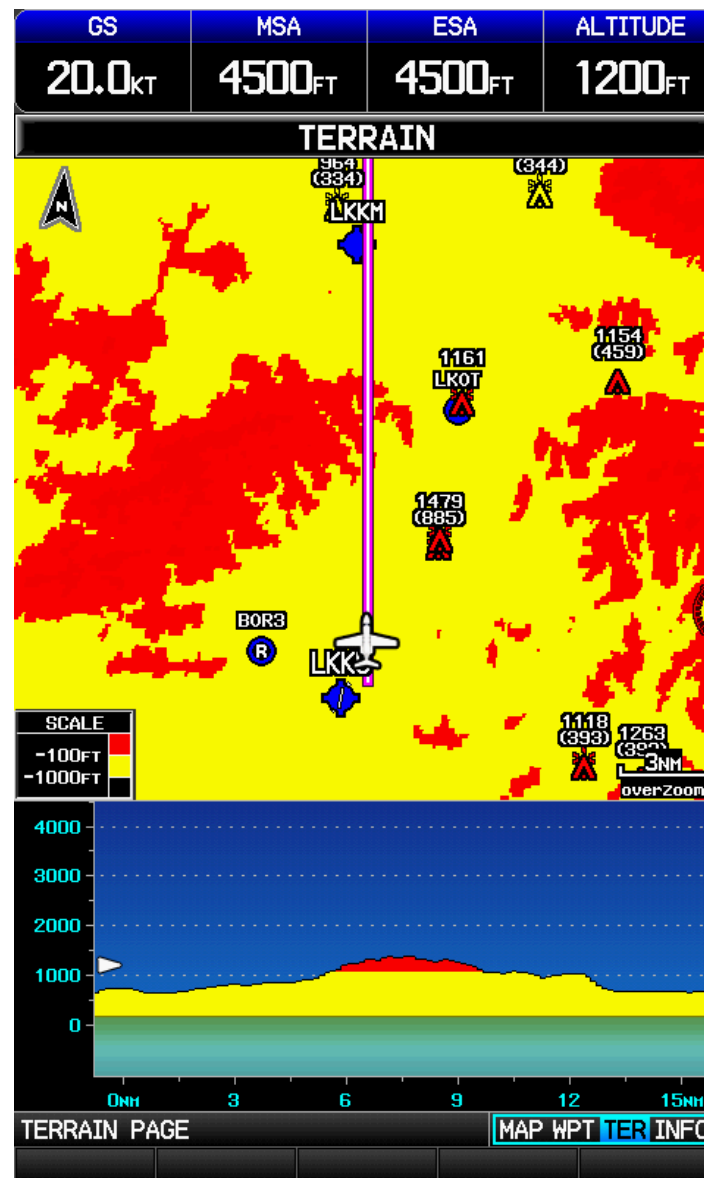 GS MSA ESA ALTITUDE
20.0KT 4500FT 4500FT 1200FT
TERRAIN
964
(334)
(344)
N
LKKM
1154
(459)
1161
LKOT
1479
(885)
BOR3
R
1118
(393)
1263
SCALE
-100FT
-1000FT
3NM
overZoom
4000
3000
2000
1000
0
0NM 3 6 9 12 15NM
TERRAIN PAGE MAP WPT TER INFO